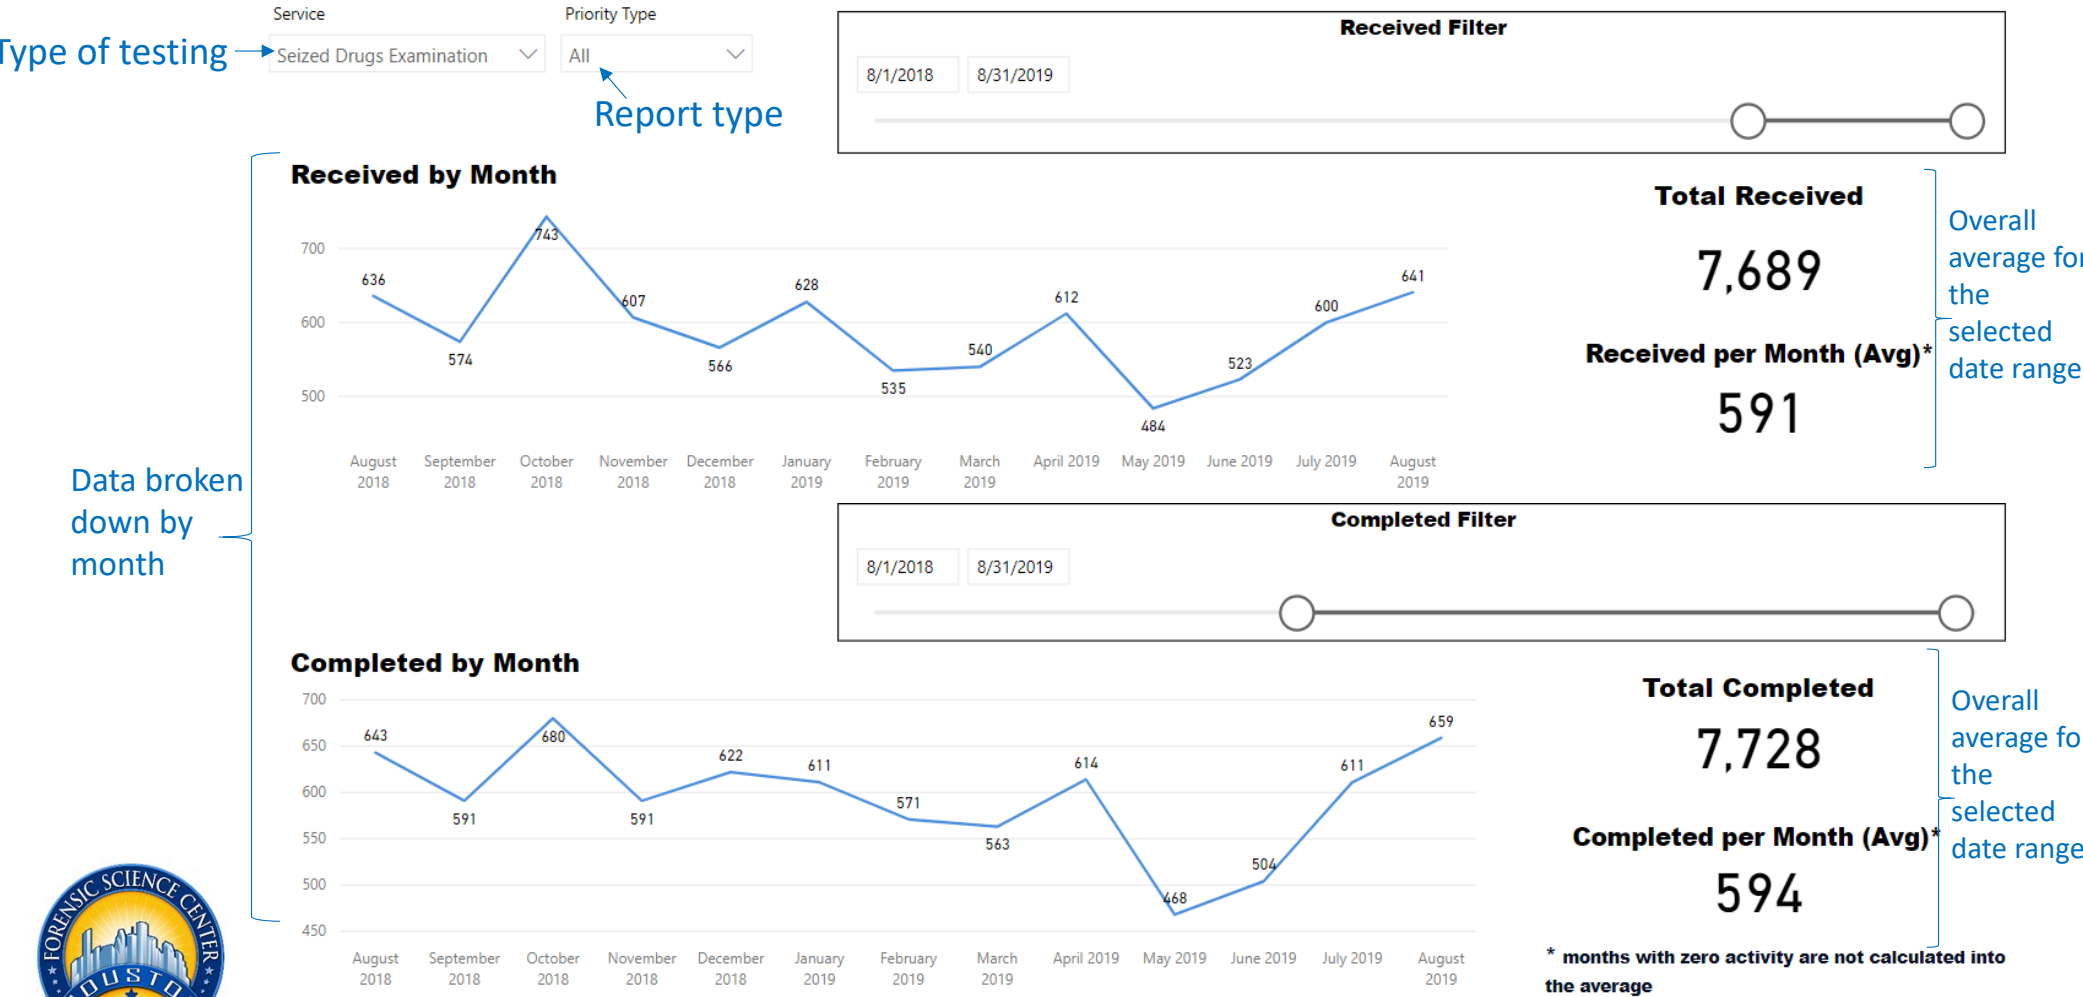 Service
Priority Type
Type of testing
Seized Drugs Examination
All
Report type
Received Filter
8/1/2018
8/31/2019
Received by Month
700
600
500
636
574
743
607
566
628
535
540
612
484
523
600
641
August 2018
September 2018
October 2018
November 2018
December 2018
January 2019
February 2019
March 2019
April 2019
May 2019
June 2019
July 2019
August 2019
Total Received
7,689
Received per Month (Avg)*
591
Overall
average for
the
selected
date range
Data broken
down by
month
Completed Filter
8/1/2018
8/31/2019
Completed by Month
700
650
600
550
500
450
643
591
680
591
622
611
571
563
614
468
504
611
659
August 2018
September 2018
October 2018
November 2018
December 2018
January 2019
February 2019
March 2019
April 2019
May 2019
June 2019
July 2019
August 2019
Total Completed
7,728
Completed per Month (Avg)*
594
* months with zero activity are not calculated into
the average
Overall
average fo
the
selected
date range
FORENSIC SCIENCE CENTER
HOUSTON